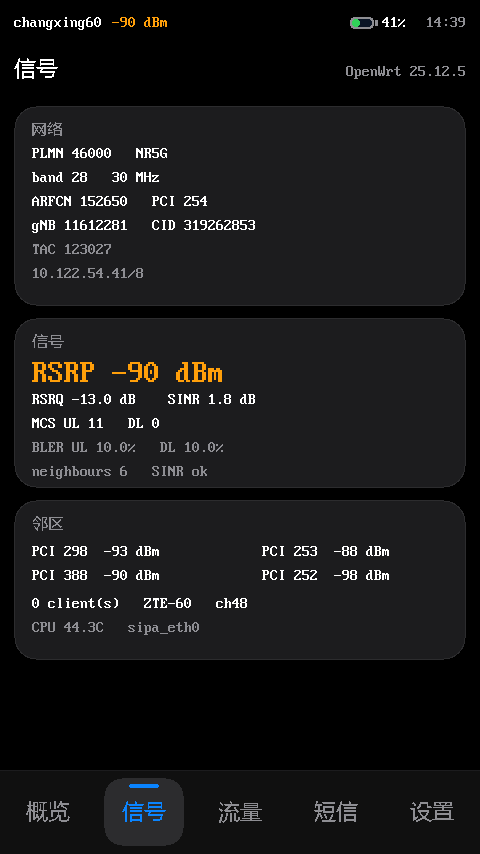 changxing60 -90 dBm 41% 14:39
信号 OpenWrt 25.12.5
网络
PLMN 46000 NR5G
band 28 30 MHz
ARFCN 152650 PCI 254
gNB 11612281 CID 319262853
TAC 123027
10.122.54.41/8
信号
RSRP -90 dBm
RSRQ -13.0 dB SINR 1.8 dB
MCS UL 11 DL 0
BLER UL 10.0% DL 10.0%
neighbours 6 SINR ok
邻区
PCI 298 -93 dBm PCI 253 -88 dBm
PCI 388 -90 dBm PCI 252 -98 dBm
0 client(s) ZTE-60 ch48
CPU 44.3C sipa_eth0
概览 信号 流量 短信 设置